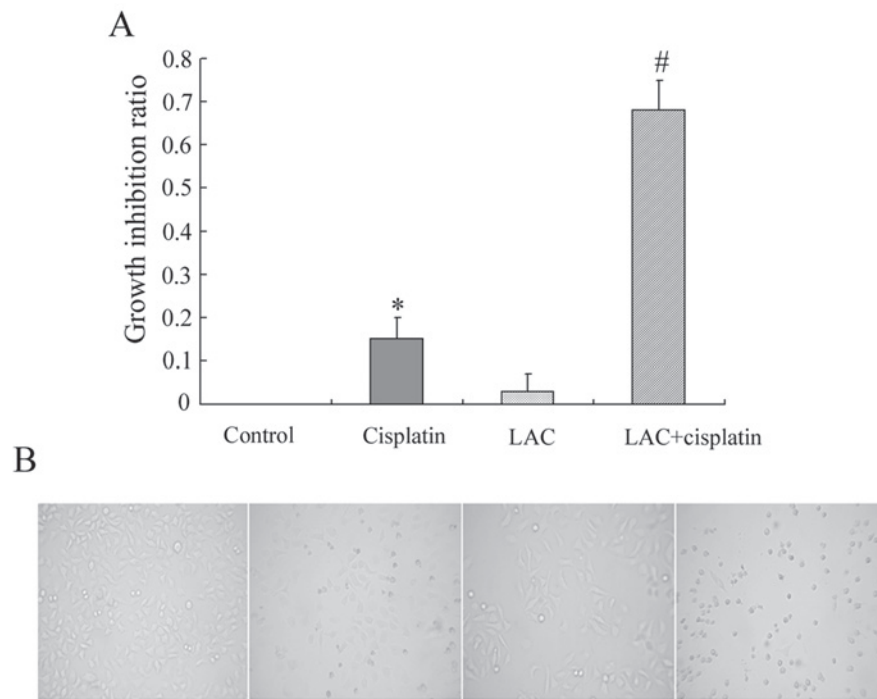 A
Growth inhibition ratio
0.8
0.7
0.6
0.5
0.4
0.3
0.2
0.1
0
*
#
Control Cisplatin LAC LAC+cisplatin
B